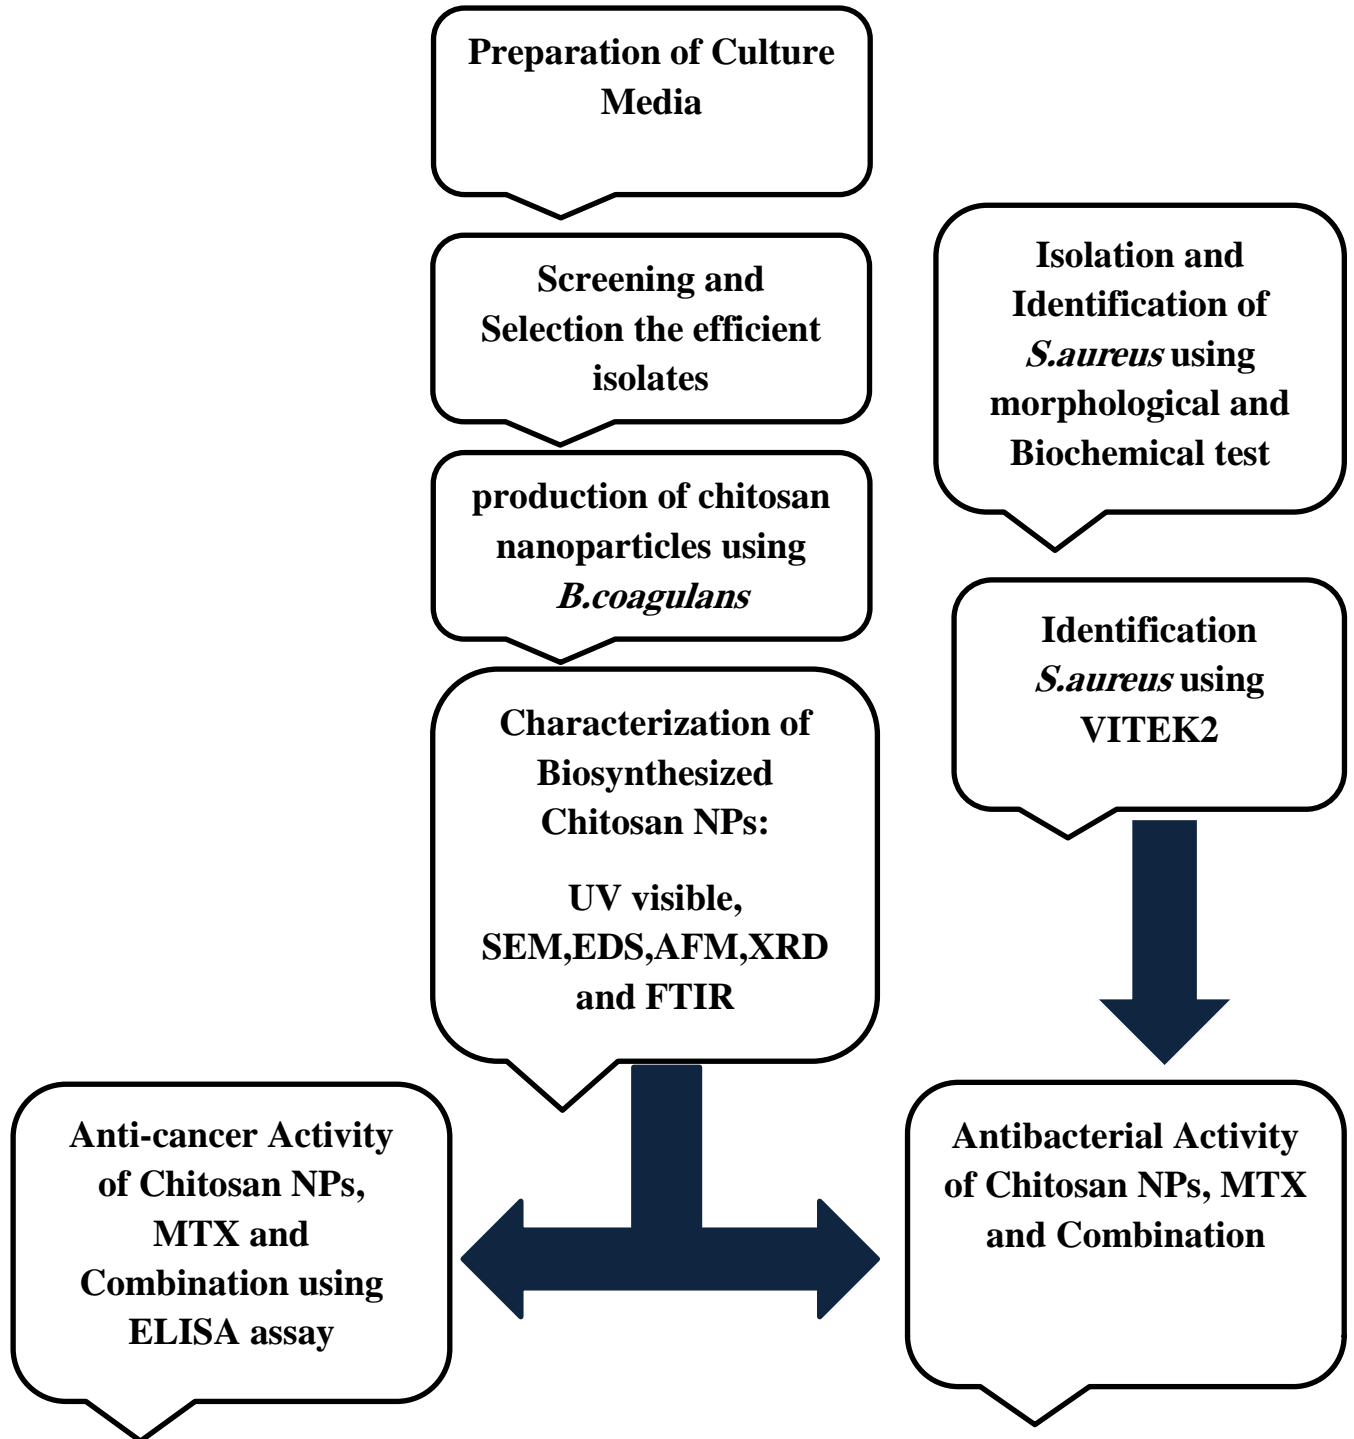 Preparation of Culture
Media
Screening and
Selection the efficient
isolates
production of chitosan
nanoparticles using
B.coagulans
Characterization of
Biosynthesized
Chitosan NPs:
UV visible,
SEM,EDS,AFM,XRD
and FTIR
Isolation and
Identification of
S.aureus using
morphological and
Biochemical test
Identification
S.aureus using
VITEK2
Anti-cancer Activity
of Chitosan NPs,
MTX and
Combination using
ELISA assay
Antibacterial Activity
of Chitosan NPs, MTX
and Combination